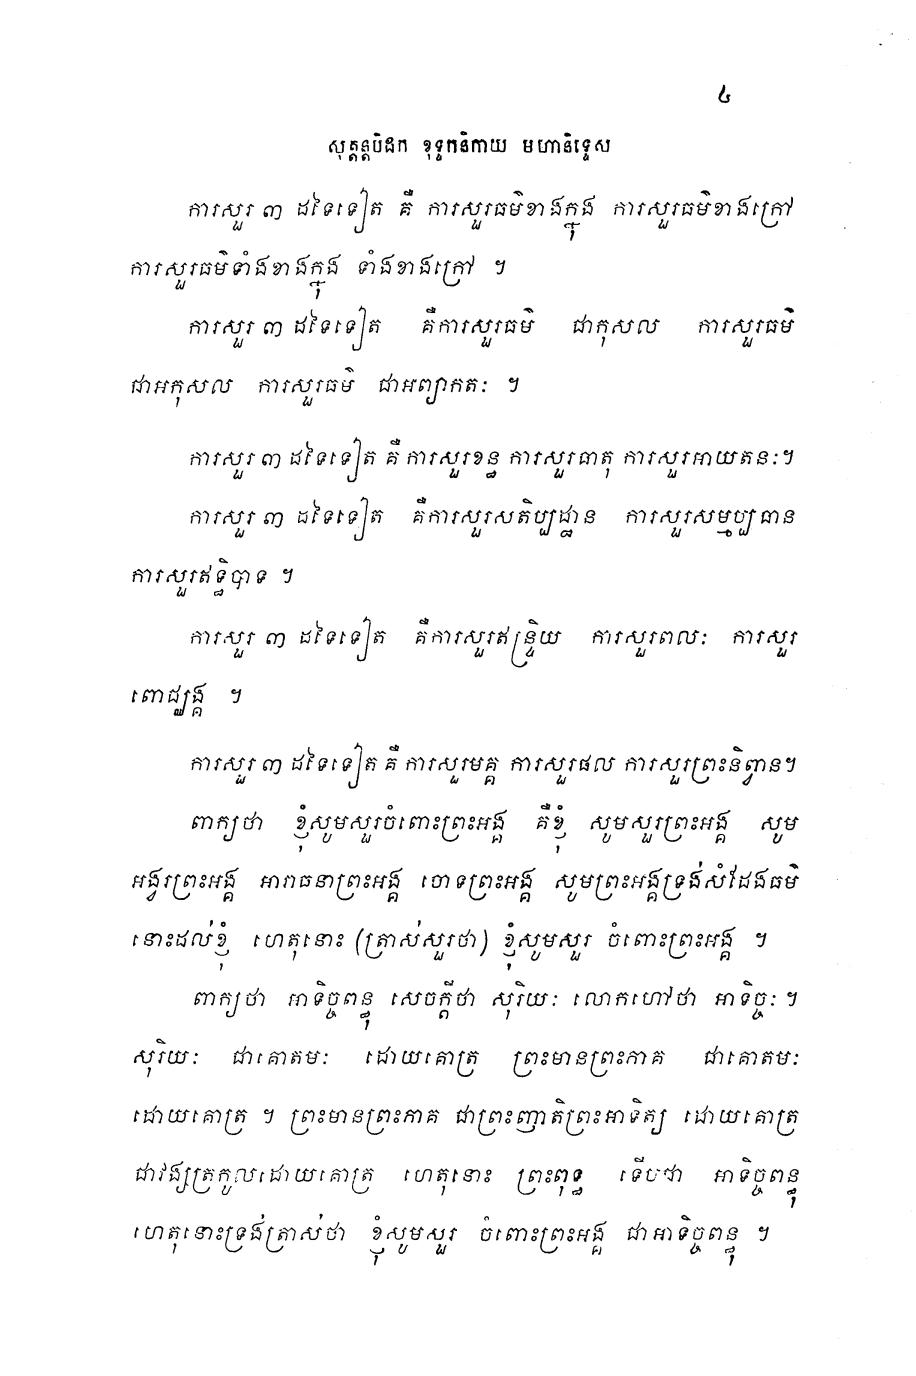 ៤
សុត្តន្តបិដក ខុទ្ទកនិកាយ មហានិទ្ទេស
ការសួរ ៣ ដទៃទៀត គឺ ការសួរធម៌ខាងក្នុង ការសួរធម៌ខាងក្រៅ
ការសួរធម៌ទាំងខាងក្នុង ទាំងខាងក្រៅ ។
ការសួរ ៣ ដទៃទៀត គឺការសួរធម៌ ជាកុសល ការសួរធម៌
ជាអកុសល ការសួរធម៌ ជាអព្យាកតៈ ។
ការសួរ ៣ ដទៃទៀត គឺ ការសួរខន្ធ ការសួរធាតុ ការសួរអាយតនៈ។
ការសួរ ៣ ដទៃទៀត គឺការសួរសតិប្បដ្ឋាន ការសួរសម្មប្បធាន
ការសួរឥទ្ធិបាទ ។
ការសួរ ៣ ដទៃទៀត គឺការសួរឥន្ទ្រិយ ការសួរពលៈ ការសួរ
ពោជ្ឈង្គ ។
ការសួរ ៣ ដទៃទៀត គឺ ការសួរមគ្គ ការសួរផល ការសួរព្រះនិព្វាន។
ពាក្យថា ខ្ញុំសូមសួរចំពោះព្រះអង្គ គឺខ្ញុំ សូមសួរព្រះអង្គ សូម
អង្វរព្រះអង្គ អារាធនាព្រះអង្គ ចោទព្រះអង្គ សូមព្រះអង្គទ្រង់សំដែងធម៌
នោះដល់ខ្ញុំ ហេតុនោះ (ត្រាស់សួរថា) ខ្ញុំសូមសួរ ចំពោះព្រះអង្គ ។
ពាក្យថា អាទិច្ចពន្ធុ សេចក្តីថា សុរិយៈ លោកហៅថា អាទិច្ចៈ ។
សុរិយៈ ជាគោតមៈ ដោយគោត្រ ព្រះមានព្រះភាគ ជាគោតមៈ
ដោយគោត្រ ។ ព្រះមានព្រះភាគ ជាព្រះញាតិព្រះអាទិត្យ ដោយគោត្រ
ជាវង្សត្រកូលដោយគោត្រ ហេតុនោះ ព្រះពុទ្ធ ទើបជា អាទិច្ចពន្ធុ
ហេតុនោះទ្រង់ត្រាស់ថា ខ្ញុំសូមសួរ ចំពោះព្រះអង្គ ជាអាទិច្ចពន្ធុ ។